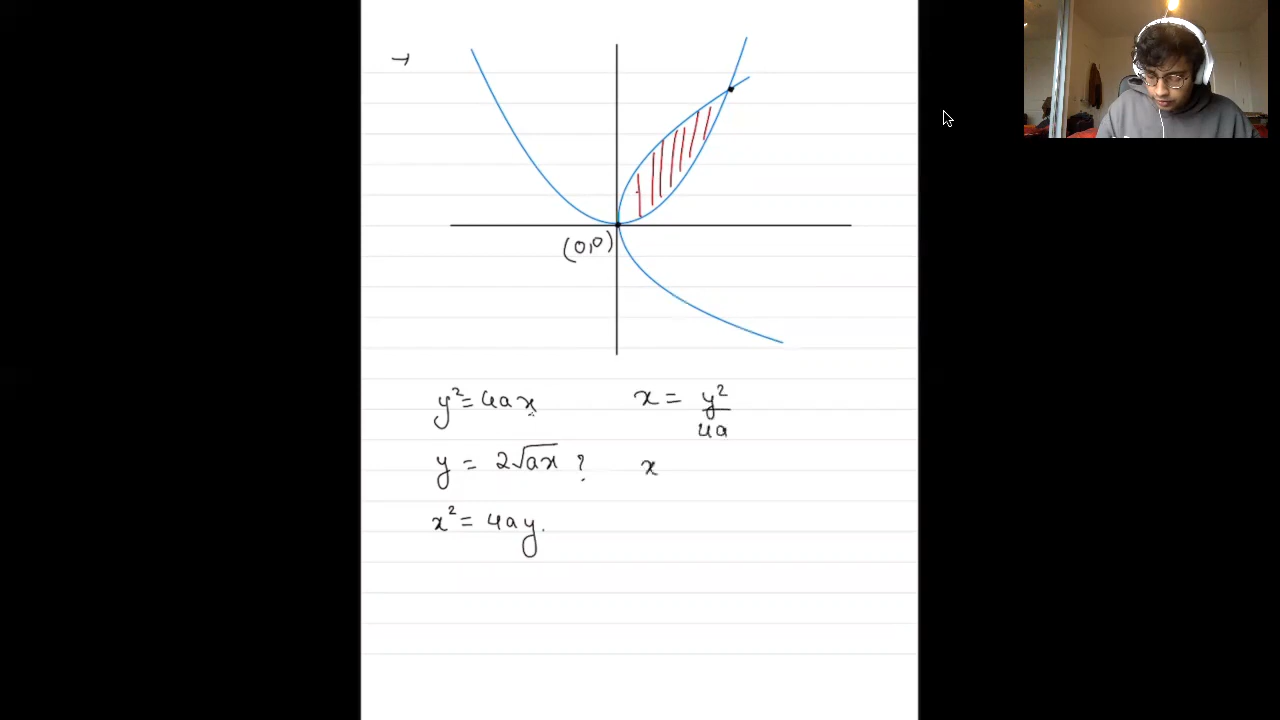 (0,0)
y² = 4ax
x = y²/4a
y = 2√ax ?
x
x² = 4ay.